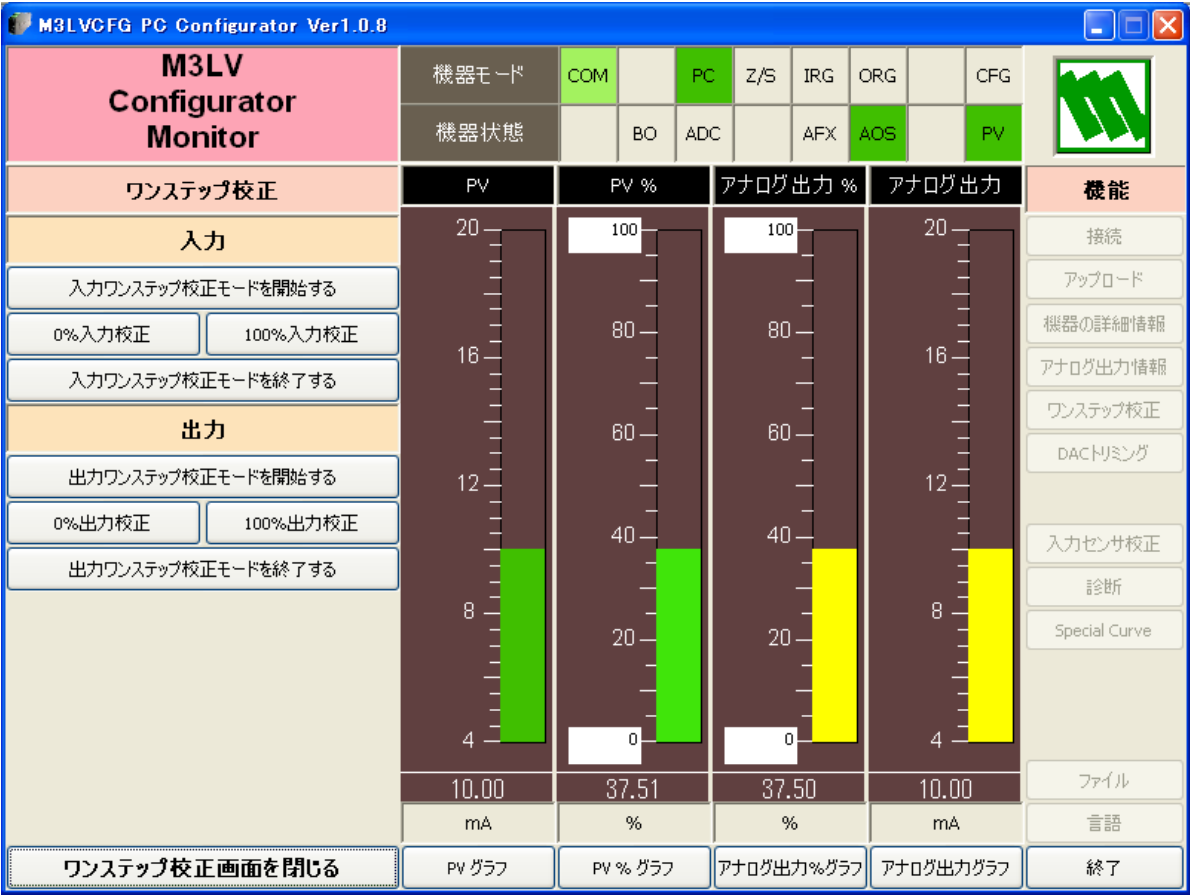 M3LVCFG PC Configurator Ver1.0.8
M3LV
Configurator
Monitor
機器モード COM PC Z/S IRG ORG CFG
機器状態 BO ADC AFX AOS PV
ワンステップ校正
入力
入力ワンステップ校正モードを開始する
0%入力校正 100%入力校正
入力ワンステップ校正モードを終了する
出力
出力ワンステップ校正モードを開始する
0%出力校正 100%出力校正
出力ワンステップ校正モードを終了する
ワンステップ校正画面を閉じる
PV
20
16
12
8
4
10.00
mA
PV グラフ
PV %
100
80
60
40
20
0
37.51
%
PV % グラフ
アナログ出力 %
100
80
60
40
20
0
37.50
%
アナログ出力%グラフ
アナログ出力
20
16
12
8
4
10.00
mA
アナログ出力グラフ
機能
接続
アップロード
機器の詳細情報
アナログ出力情報
ワンステップ校正
DACトリミング
入力センサ校正
診断
Special Curve
ファイル
言語
終了